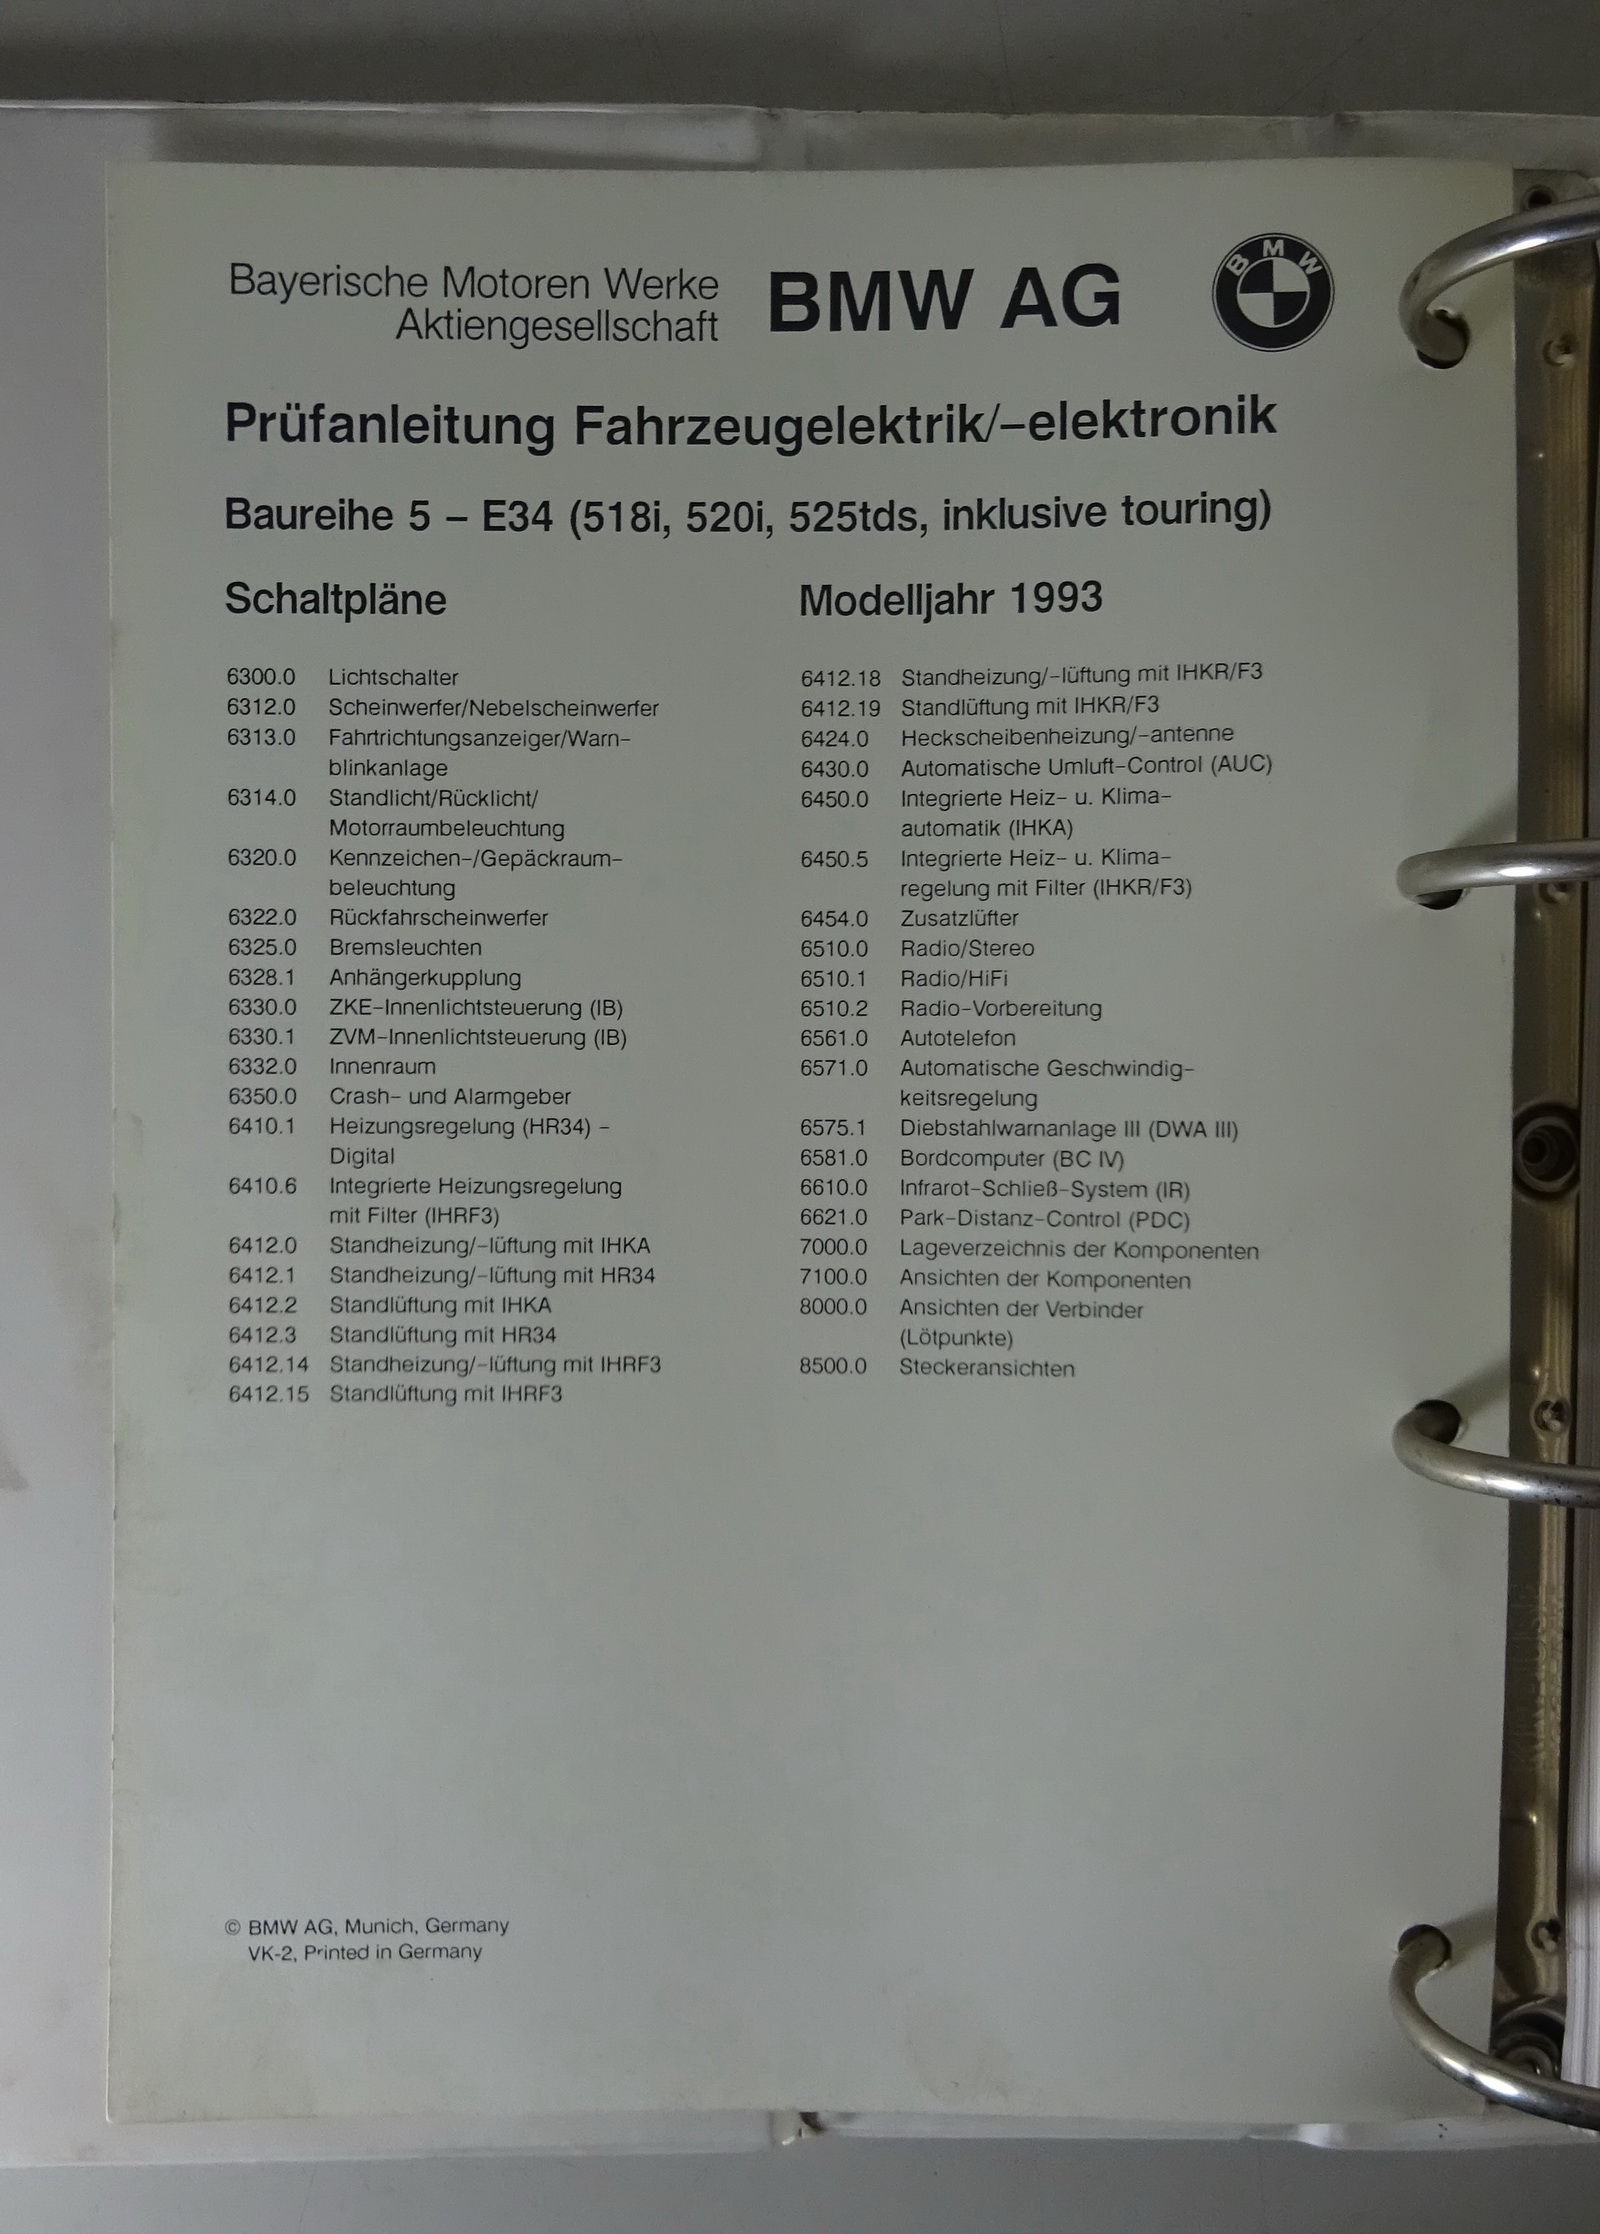 Bayerische Motoren Werke
Aktiengesellschaft
BMW AG
BMW
Prüfanleitung Fahrzeugelektrik/-elektronik
Baureihe 5 – E34 (518i, 520i, 525tds, inklusive touring)
Schaltpläne
6300.0 Lichtschalter
6312.0 Scheinwerfer/Nebelscheinwerfer
6313.0 Fahrtrichtungsanzeiger/Warn-
blinkanlage
6314.0 Standlicht/Rücklicht/
Motorraumbeleuchtung
6320.0 Kennzeichen-/Gepäckraum-
beleuchtung
6322.0 Rückfahrscheinwerfer
6325.0 Bremsleuchten
6328.1 Anhängerkupplung
6330.0 ZKE-Innenlichtsteuerung (IB)
6330.1 ZVM-Innenlichtsteuerung (IB)
6332.0 Innenraum
6350.0 Crash- und Alarmgeber
6410.1 Heizungsregelung (HR34) -
Digital
6410.6 Integrierte Heizungsregelung
mit Filter (IHRF3)
6412.0 Standheizung/-lüftung mit IHKA
6412.1 Standheizung/-lüftung mit HR34
6412.2 Standlüftung mit IHKA
6412.3 Standlüftung mit HR34
6412.14 Standheizung/-lüftung mit IHRF3
6412.15 Standlüftung mit IHRF3
Modelljahr 1993
6412.18 Standheizung/-lüftung mit IHKR/F3
6412.19 Standlüftung mit IHKR/F3
6424.0 Heckscheibenheizung/-antenne
6430.0 Automatische Umluft-Control (AUC)
6450.0 Integrierte Heiz- u. Klima-
automatik (IHKA)
6450.5 Integrierte Heiz- u. Klima-
regelung mit Filter (IHKR/F3)
6454.0 Zusatzlüfter
6510.0 Radio/Stereo
6510.1 Radio/HiFi
6510.2 Radio-Vorbereitung
6561.0 Autotelefon
6571.0 Automatische Geschwindig-
keitsregelung
6575.1 Diebstahlwarnanlage III (DWA III)
6581.0 Bordcomputer (BC IV)
6610.0 Infrarot-Schließ-System (IR)
6621.0 Park-Distanz-Control (PDC)
7000.0 Lageverzeichnis der Komponenten
7100.0 Ansichten der Komponenten
8000.0 Ansichten der Verbinder
(Lötpunkte)
8500.0 Steckeransichten
© BMW AG, Munich, Germany
VK-2, Printed in Germany